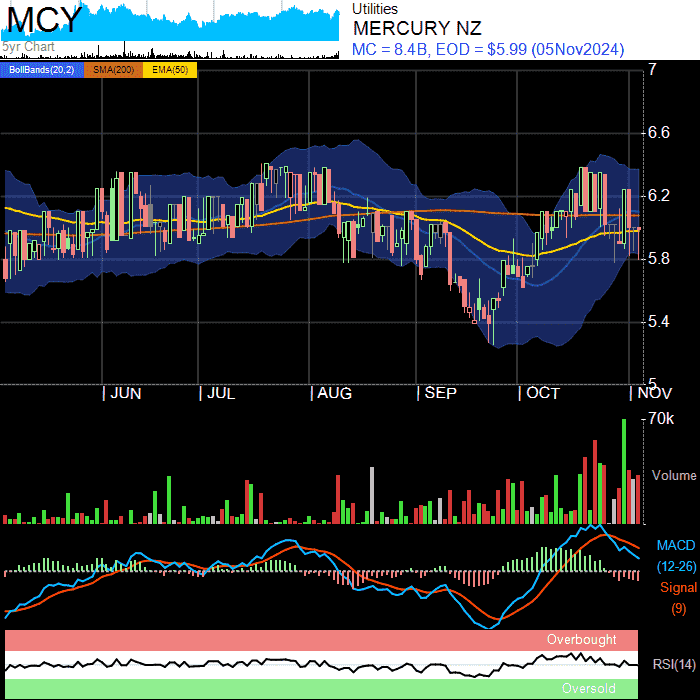 MCY
5yr Chart
Utilities
MERCURY NZ
MC = 8.4B, EOD = $5.99 (05Nov2024)
BollBands(20,2) SMA(200) EMA(50)
7
6.6
6.2
5.8
5.4
5
JUN JUL AUG SEP OCT NOV
70k
Volume
MACD
(12-26)
Signal
(9)
Overbought
RSI(14)
Oversold